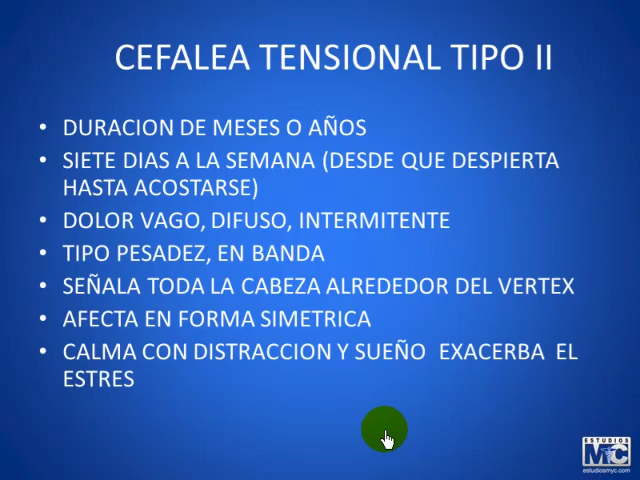 CEFALEA TENSIONAL TIPO II
• DURACION DE MESES O AÑOS
• SIETE DIAS A LA SEMANA (DESDE QUE DESPIERTA
HASTA ACOSTARSE)
• DOLOR VAGO, DIFUSO, INTERMITENTE
• TIPO PESADEZ, EN BANDA
• SEÑALA TODA LA CABEZA ALREDEDOR DEL VERTEX
• AFECTA EN FORMA SIMETRICA
• CALMA CON DISTRACCION Y SUEÑO EXACERBA EL
ESTRES
ESTUDIOS
MyC
estudiosmyc.com